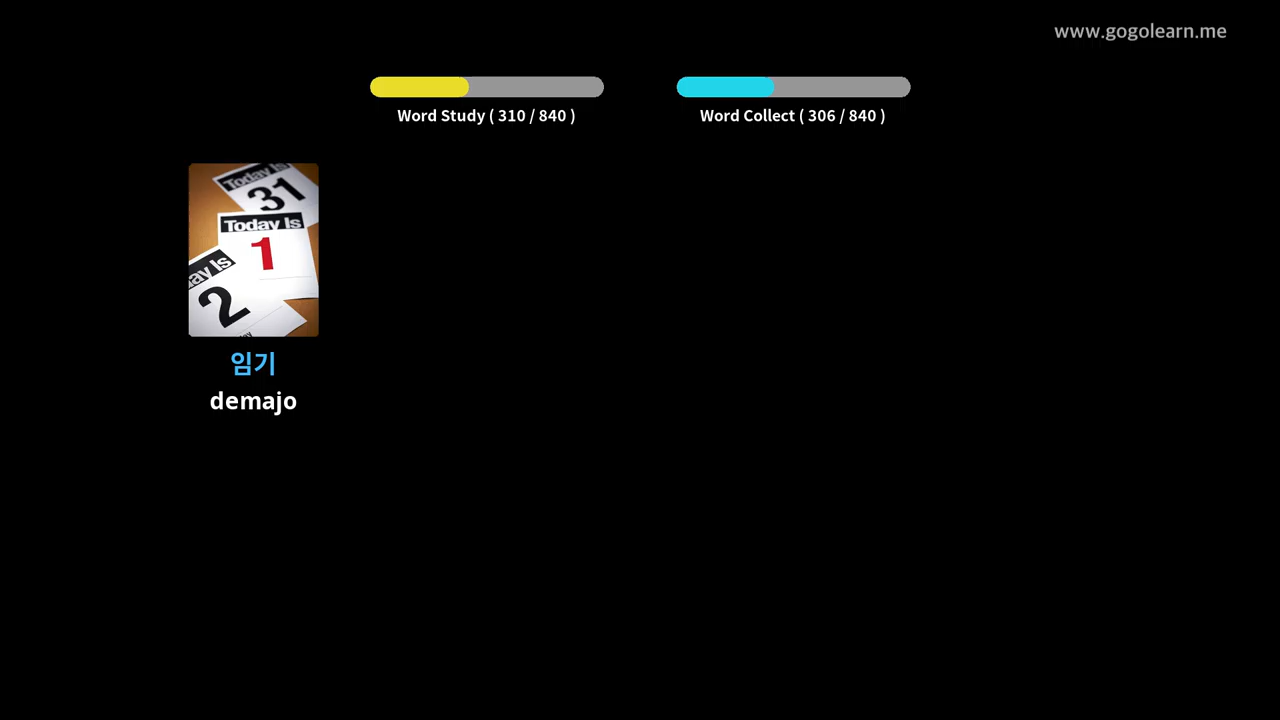 www.gogolearn.me
Word Study ( 310 / 840 )
Word Collect ( 306 / 840 )
Today Is
31
Today Is
1
ay Is
2
임기
demajo